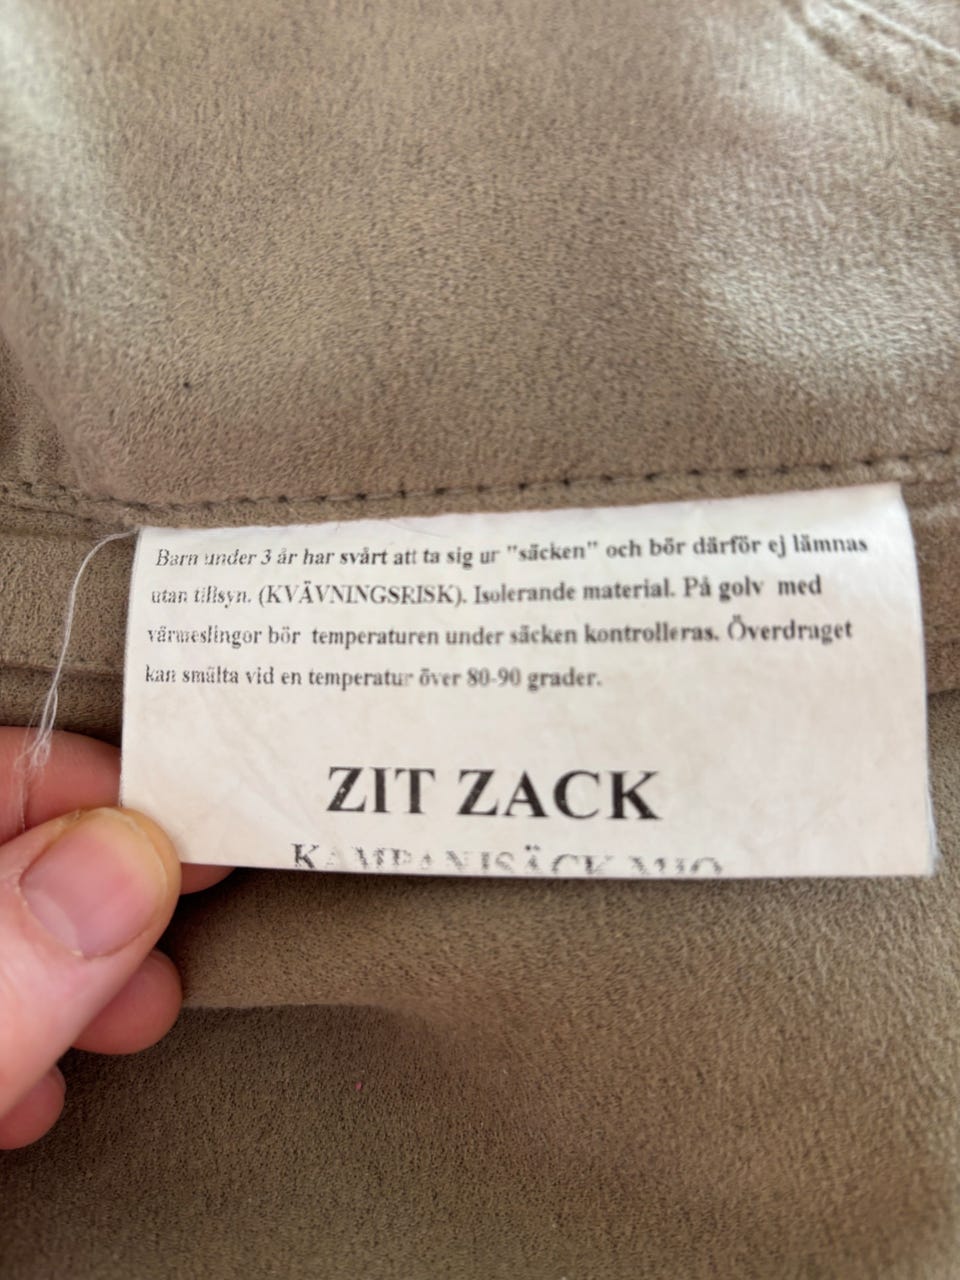 Barn under 3 år har svårt att ta sig ur "säcken" och bör därför ej lämnas
utan tillsyn. (KVÄVNINGSRISK). Isolerande material. På golv med
värmeslingor bör temperaturen under säcken kontrolleras. Överdraget
kan smälta vid en temperatur över 80-90 grader.
ZIT ZACK